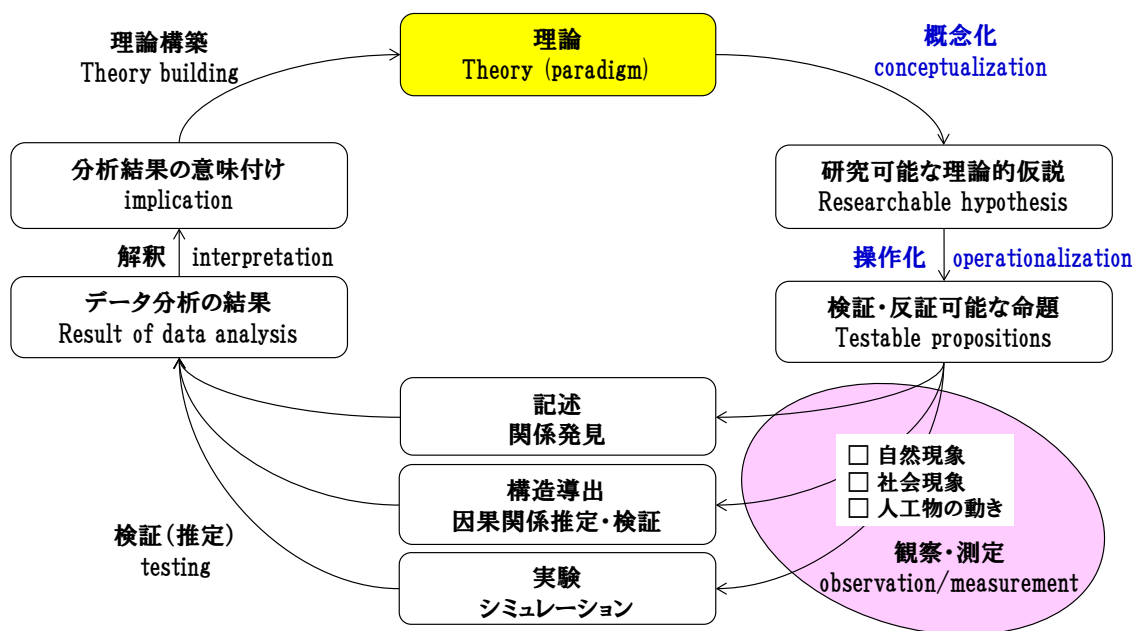 理論構築
Theory building
理論
Theory (paradigm)
概念化
conceptualization
分析結果の意味付け
implication
研究可能な理論的仮説
Researchable hypothesis
解釈 interpretation
操作化 operationalization
データ分析の結果
Result of data analysis
検証・反証可能な命題
Testable propositions
記述
関係発見
□ 自然現象
□ 社会現象
□ 人工物の動き
構造導出
因果関係推定・検証
検証(推定)
testing
観察・測定
observation/measurement
実験
シミュレーション